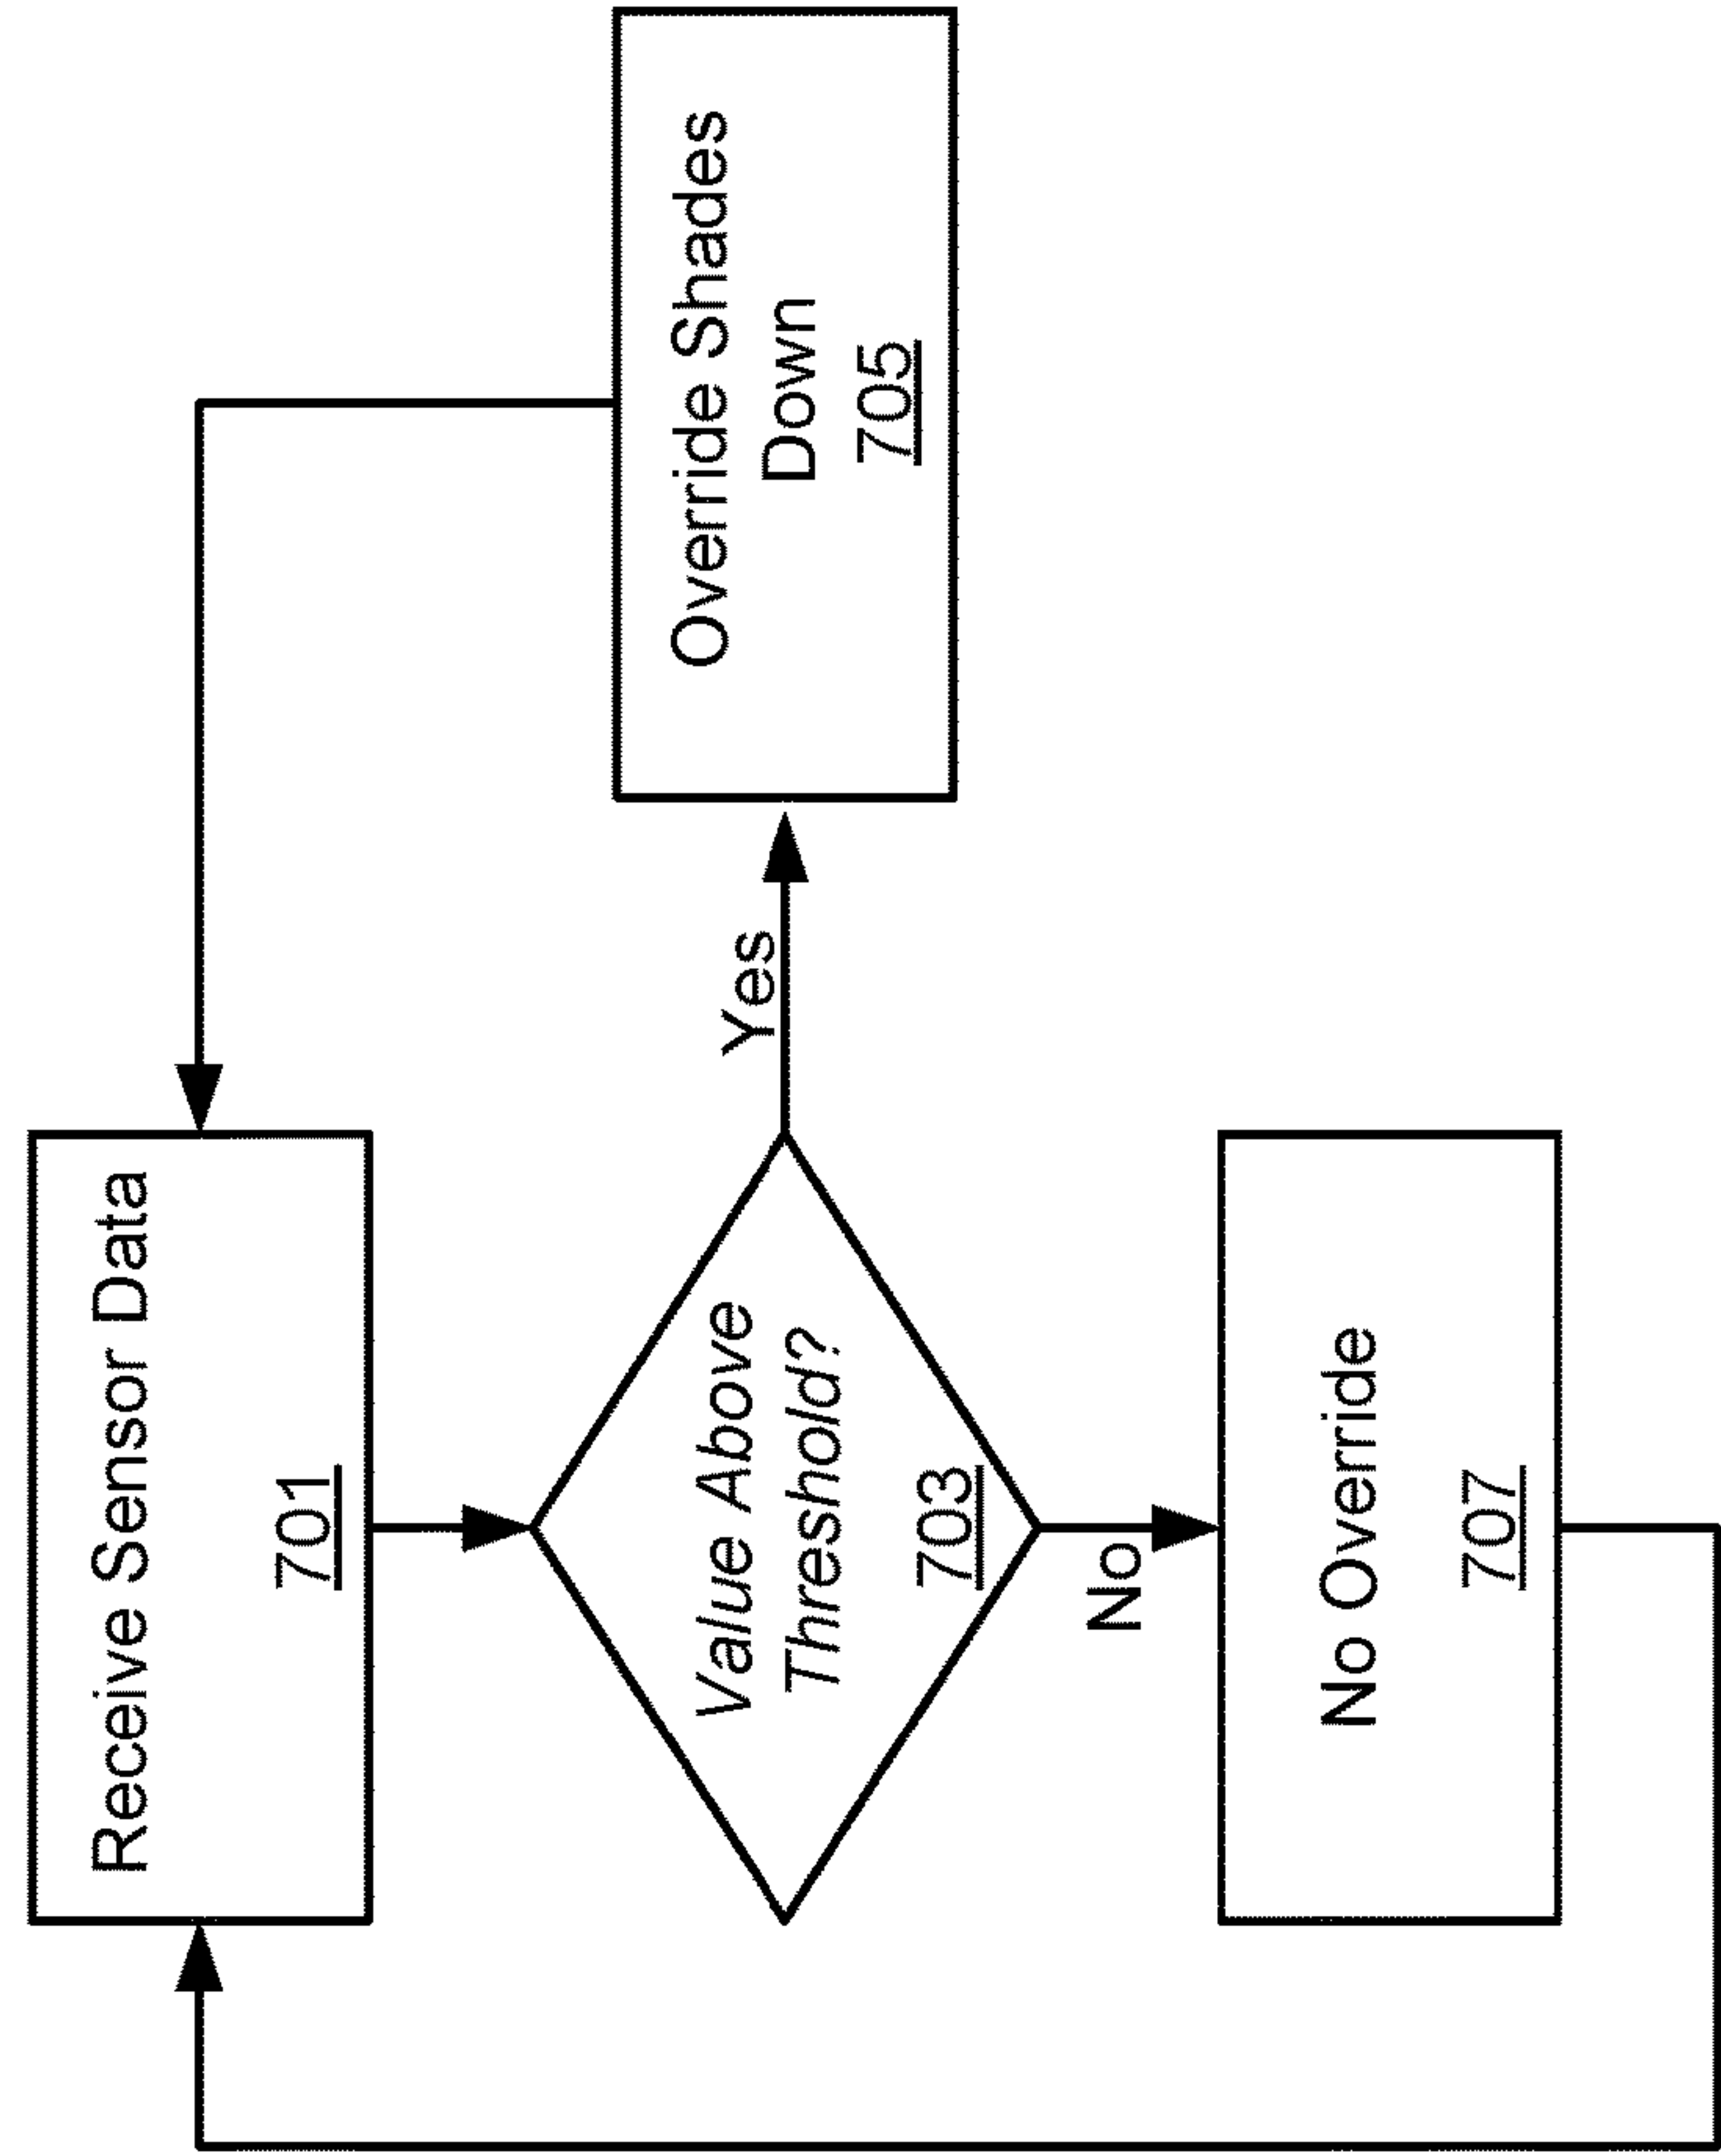 Receive Sensor Data
701
Value Above
Threshold?
703
Yes
Override Shades
Down
705
No
No Override
707